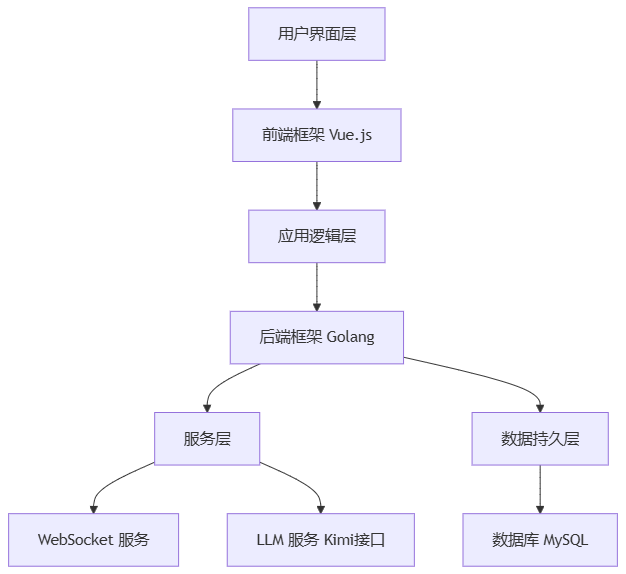 用户界面层
前端框架 Vue.js
应用逻辑层
后端框架 Golang
服务层
数据持久层
WebSocket 服务
LLM 服务 Kimi接口
数据库 MySQL